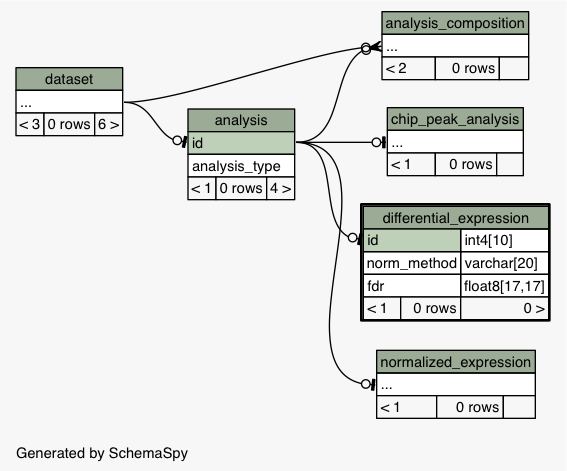 analysis_composition
...
< 2 0 rows
dataset
...
< 3 0 rows 6 >
analysis
id
analysis_type
< 1 0 rows 4 >
chip_peak_analysis
...
< 1 0 rows
differential_expression
id int4[10]
norm_method varchar[20]
fdr float8[17,17]
< 1 0 rows 0 >
normalized_expression
...
< 1 0 rows
Generated by SchemaSpy